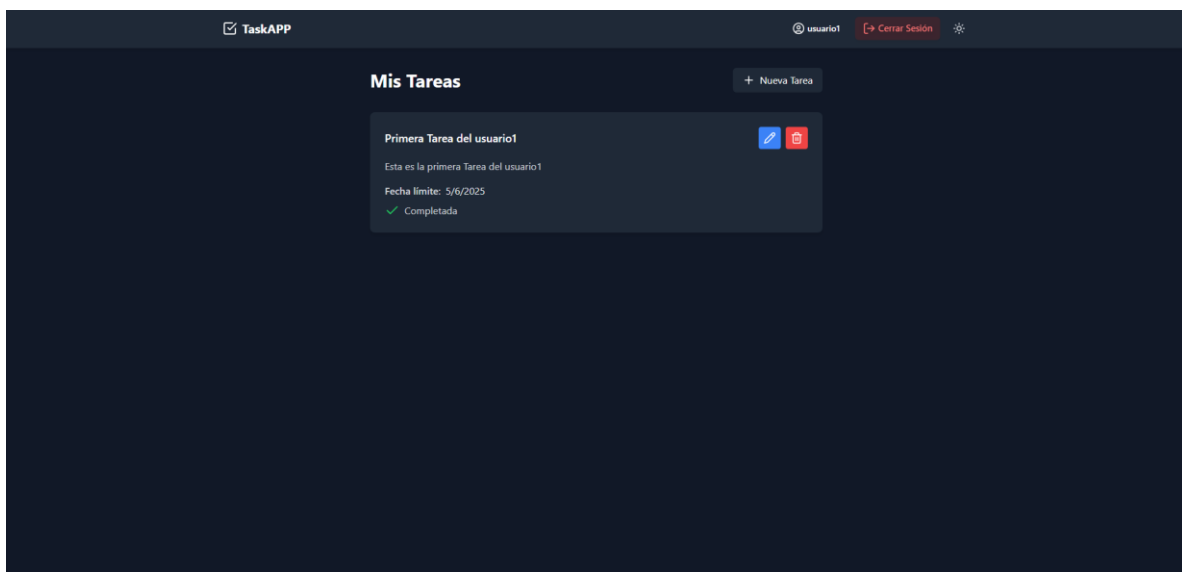 TaskAPP
usuario1
Cerrar Sesión
Mis Tareas
+ Nueva Tarea
Primera Tarea del usuario1
Esta es la primera Tarea del usuario1
Fecha límite: 5/6/2025
Completada